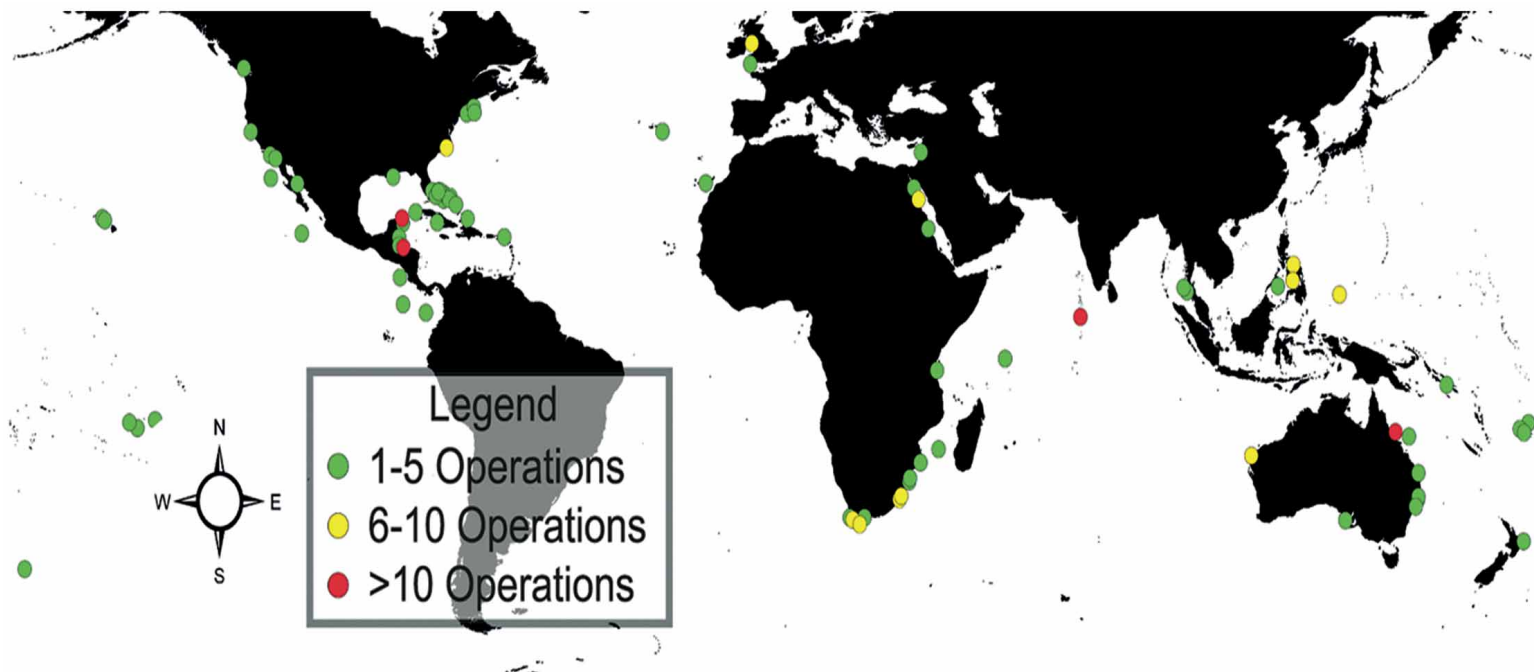 N
W E
S
Legend
1-5 Operations
6-10 Operations
>10 Operations